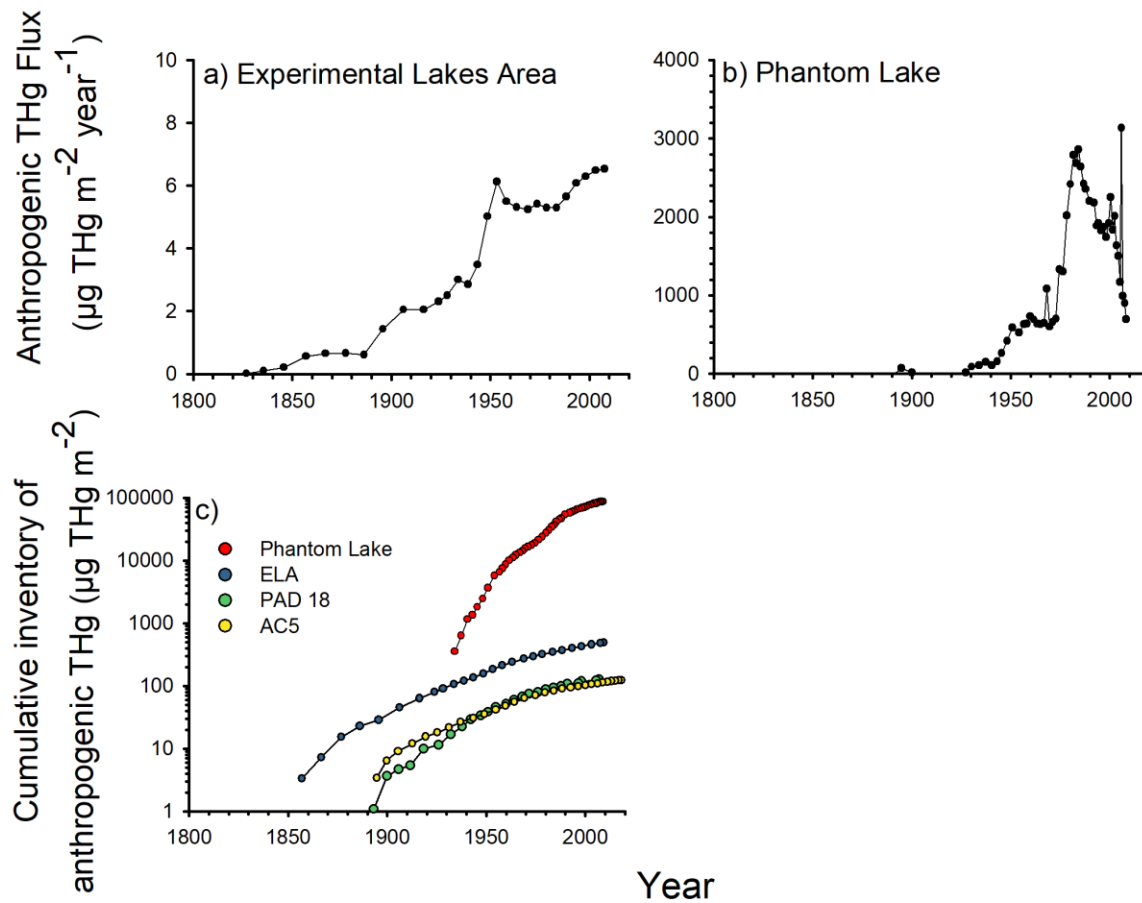 Anthropogenic THg Flux
(µg THg m⁻² year⁻¹)
a) Experimental Lakes Area
10
8
6
4
2
0
1800 1850 1900 1950 2000
b) Phantom Lake
4000
3000
2000
1000
0
1800 1850 1900 1950 2000
Cumulative inventory of
anthropogenic THg (µg THg m⁻²)
c)
100000
10000
1000
100
10
1
Phantom Lake
ELA
PAD 18
AC5
1800 1850 1900 1950 2000
Year